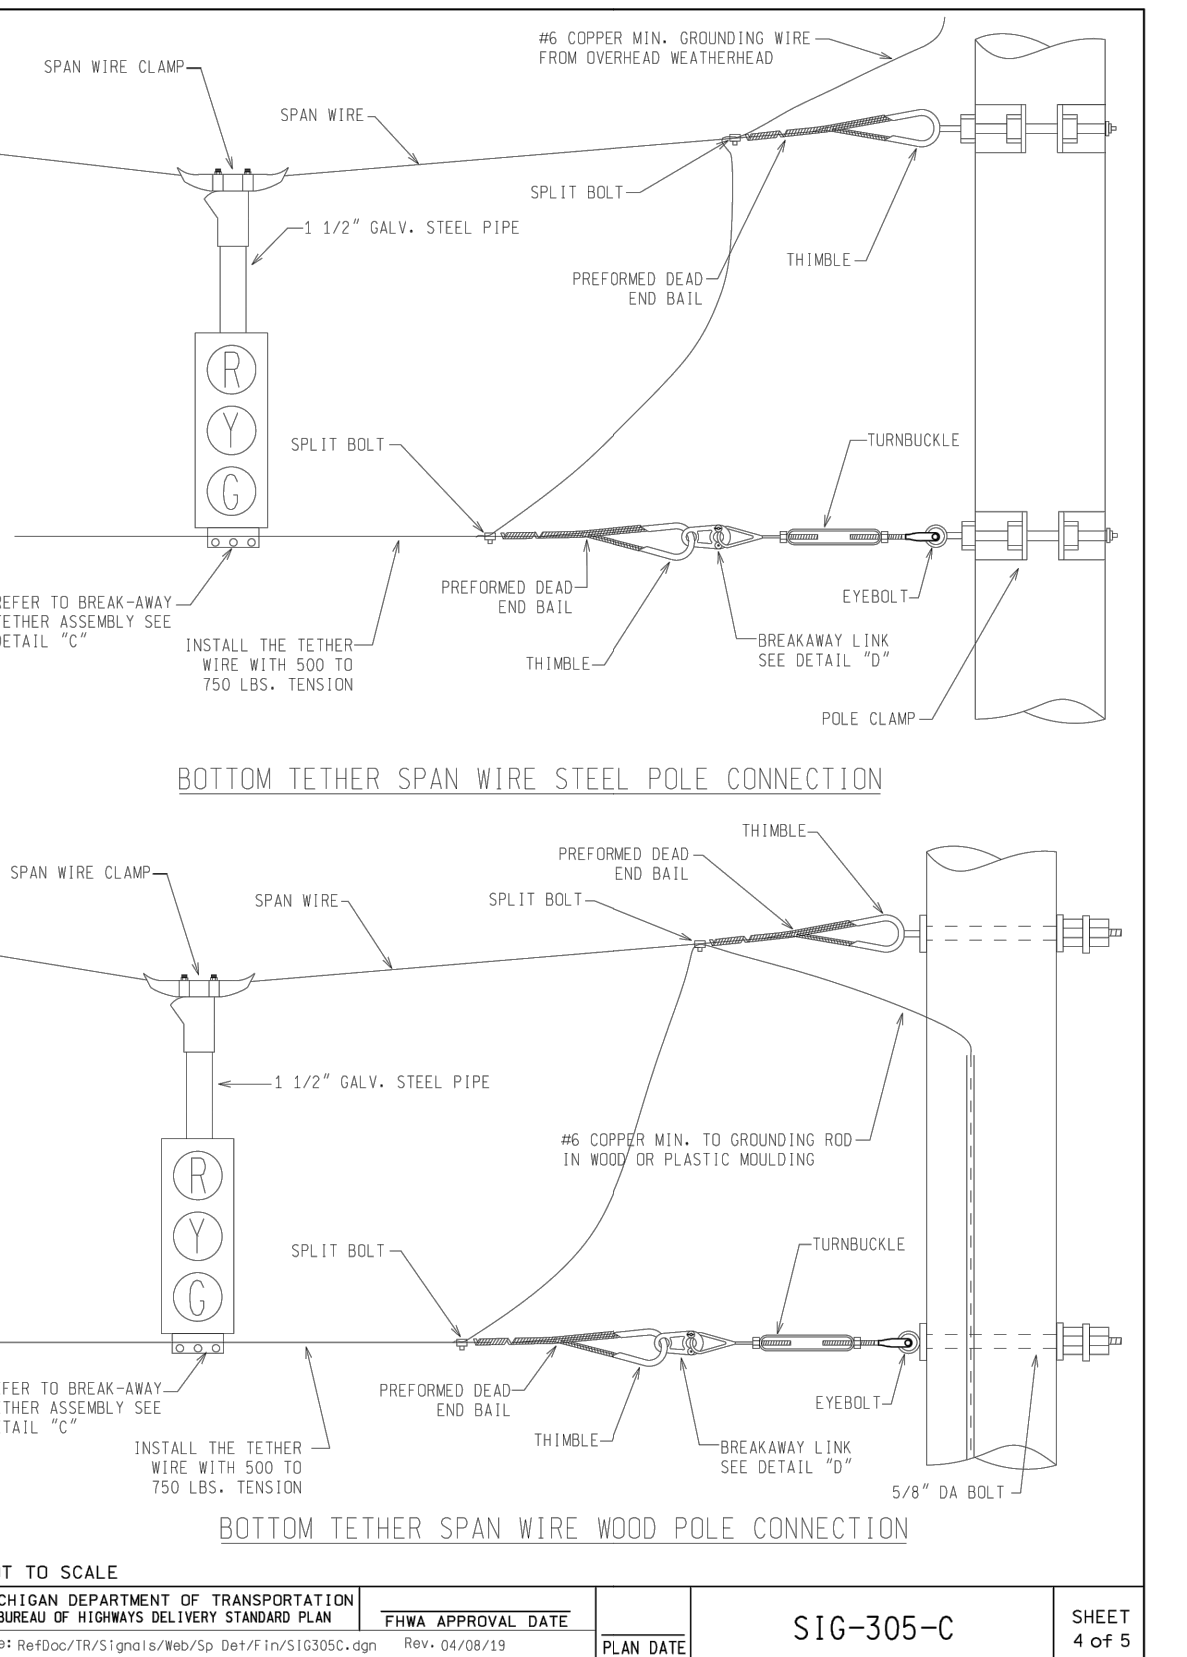 #6 COPPER MIN. GROUNDING WIRE
FROM OVERHEAD WEATHERHEAD
SPAN WIRE CLAMP
SPAN WIRE
SPLIT BOLT
1 1/2" GALV. STEEL PIPE
THIMBLE
PREFORMED DEAD
END BAIL
R
Y
G
SPLIT BOLT
TURNBUCKLE
PREFORMED DEAD
END BAIL
EYEBOLT
TO BREAK-AWAY
ASSEMBLY SEE
"C"
INSTALL THE TETHER
WIRE WITH 500 TO
750 LBS. TENSION
THIMBLE
BREAKAWAY LINK
SEE DETAIL "D"
POLE CLAMP
BOTTOM TETHER SPAN WIRE STEEL POLE CONNECTION
THIMBLE
PREFORMED DEAD
END BAIL
SPAN WIRE CLAMP
SPAN WIRE
SPLIT BOLT
1 1/2" GALV. STEEL PIPE
#6 COPPER MIN. TO GROUNDING ROD
IN WOOD OR PLASTIC MOULDING
R
Y
G
SPLIT BOLT
TURNBUCKLE
TO BREAK-AWAY
ASSEMBLY SEE
"C"
PREFORMED DEAD
END BAIL
EYEBOLT
INSTALL THE TETHER
WIRE WITH 500 TO
750 LBS. TENSION
THIMBLE
BREAKAWAY LINK
SEE DETAIL "D"
5/8" DA BOLT
BOTTOM TETHER SPAN WIRE WOOD POLE CONNECTION
TO SCALE
DEPARTMENT OF TRANSPORTATION
BUREAU OF HIGHWAYS DELIVERY STANDARD PLAN
FHWA APPROVAL DATE
PLAN DATE
SIG-305-C
SHEET
4 of 5
RefDoc/TR/Signals/Web/Sp Det/Fin/SIG305C.dgn Rev. 04/08/19